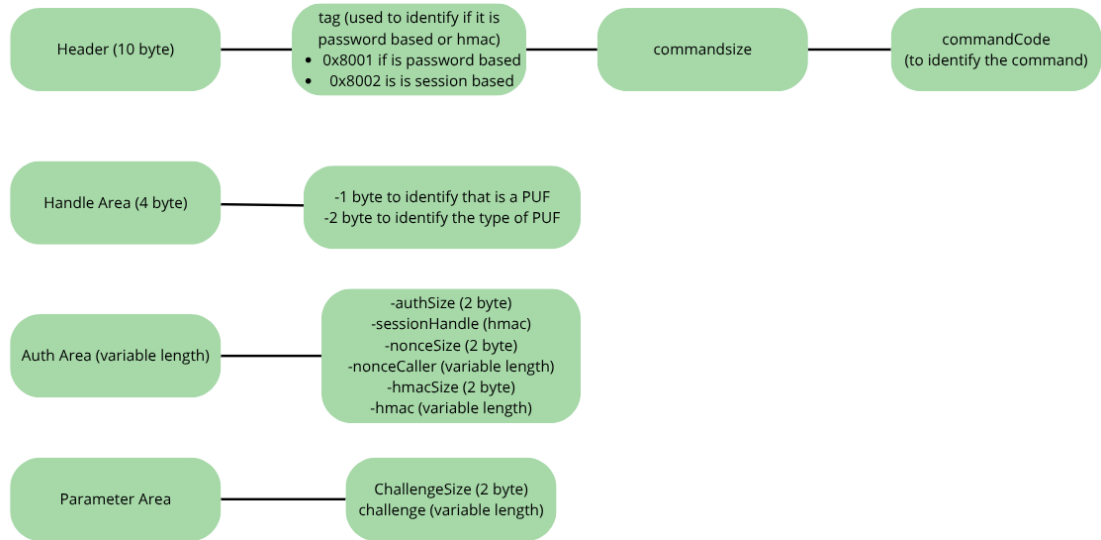 Header (10 byte)
tag (used to identify if it is
password based or hmac)
• 0x8001 if is password based
• 0x8002 is is session based
commandsize
commandCode
(to identify the command)
Handle Area (4 byte)
-1 byte to identify that is a PUF
-2 byte to identify the type of PUF
Auth Area (variable length)
-authSize (2 byte)
-sessionHandle (hmac)
-nonceSize (2 byte)
-nonceCaller (variable length)
-hmacSize (2 byte)
-hmac (variable length)
Parameter Area
ChallengeSize (2 byte)
challenge (variable length)